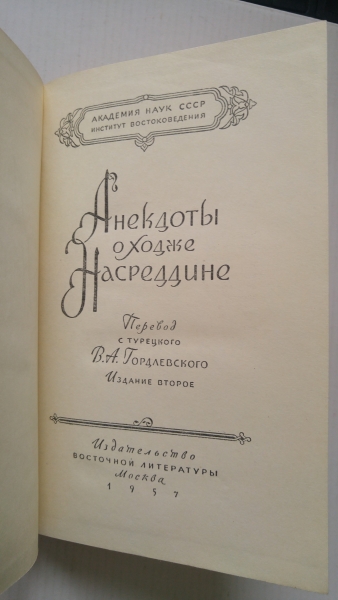 АКАДЕМИЯ НАУК СССР
ИНСТИТУТ ВОСТОКОВЕДЕНИЯ
Анекдоты
о Ходже
Насреддине
Перевод
с турецкого
В.А. Гордлевского
Издание второе
Издательство
восточной литературы
Москва
1957